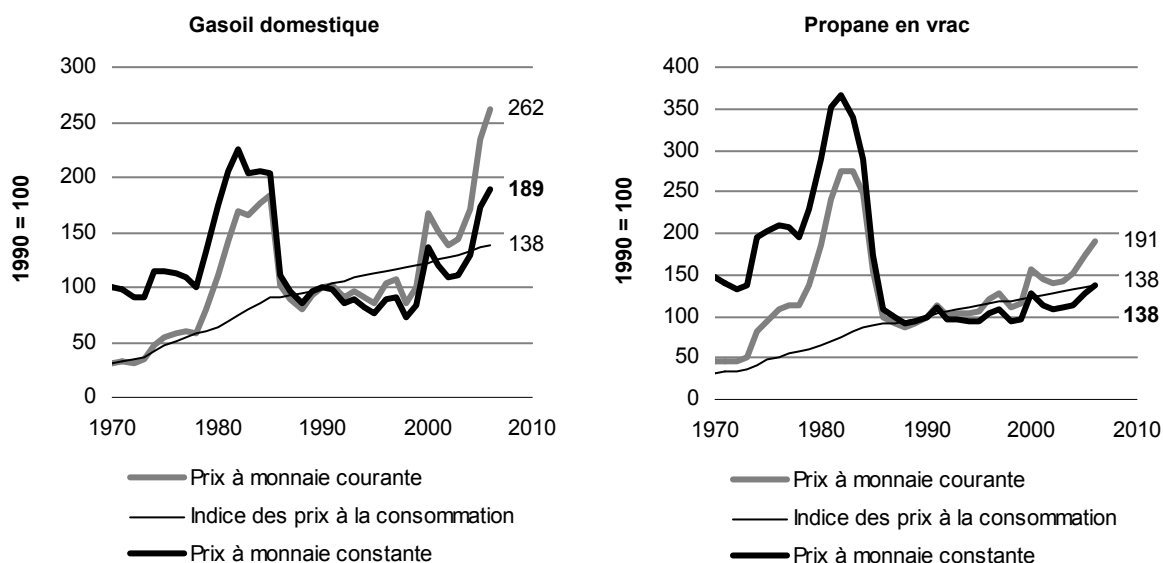 Gasoil domestique
300
250
200
150
100
50
0
1990 = 100
262
189
138
1970 1980 1990 2000 2010
Prix à monnaie courante
Indice des prix à la consommation
Prix à monnaie constante
Propane en vrac
400
350
300
250
200
150
100
50
0
1990 = 100
191
138
138
1970 1980 1990 2000 2010
Prix à monnaie courante
Indice des prix à la consommation
Prix à monnaie constante